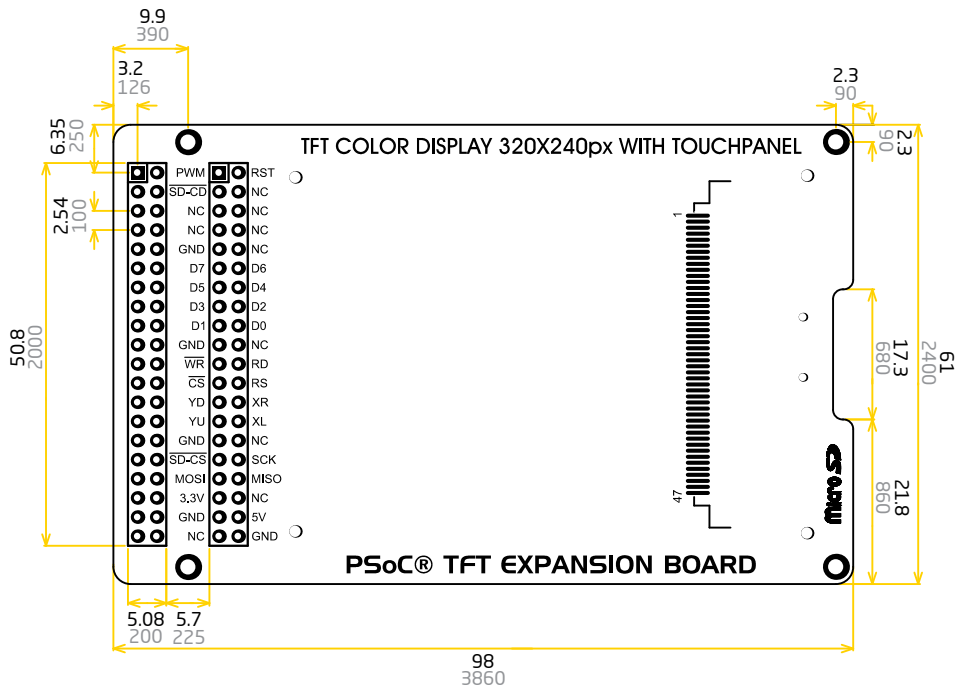 9.9
390
3.2
126
2.3
90
6.35
250
2.3
90
TFT COLOR DISPLAY 320X240px WITH TOUCHPANEL
PWM RST
SD-CD NC
NC NC
NC NC
GND NC
D7 D6
D5 D4
D3 D2
D1 D0
GND NC
WR RD
CS RS
YD XR
YU XL
GND NC
SD-CS SCK
MOSI MISO
3,3V NC
GND 5V
NC GND
2.54
100
50.8
2000
1
47
17.3
680
61
2400
21.8
860
micro SD
PSoC® TFT EXPANSION BOARD
5.08
200
5.7
225
98
3860